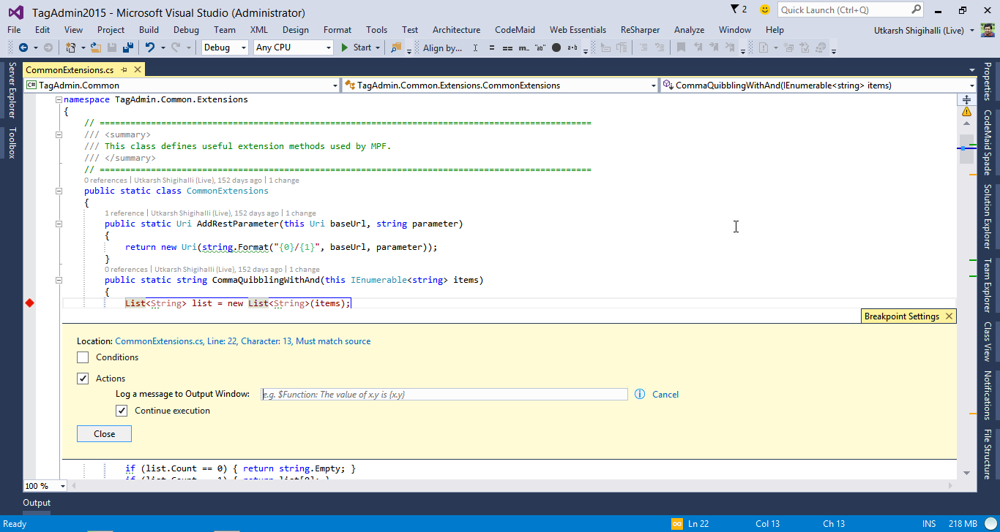 TagAdmin2015 - Microsoft Visual Studio (Administrator)
2
Quick Launch (Ctrl+Q)
File Edit View Project Build Debug Team XML Design Format Tools Test Architecture CodeMaid Web Essentials ReSharper Analyze Window Help
Utkarsh Shigihalli (Live)
Debug Any CPU Start Align by...
CommonExtensions.cs
TagAdmin.Common
TagAdmin.Common.Extensions.CommonExtensions
CommaQuibblingWithAnd(IEnumerable<string> items)
Server Explorer
Toolbox
namespace TagAdmin.Common.Extensions
{
// ================================================================================================
/// <summary>
/// This class defines useful extension methods used by MPF.
/// </summary>
// ================================================================================================
0 references | Utkarsh Shigihalli (Live), 152 days ago | 1 change
public static class CommonExtensions
{
1 reference | Utkarsh Shigihalli (Live), 152 days ago | 1 change
public static Uri AddRestParameter(this Uri baseUrl, string parameter)
{
return new Uri(string.Format("{0}/{1}", baseUrl, parameter));
}
0 references | Utkarsh Shigihalli (Live), 152 days ago | 1 change
public static string CommaQuibblingWithAnd(this IEnumerable<string> items)
{
List<String> list = new List<String>(items);
Breakpoint Settings
Location: CommonExtensions.cs, Line: 22, Character: 13, Must match source
Conditions
Actions
Log a message to Output Window: e.g. $Function: The value of x.y is {x.y} Cancel
Continue execution
Close
if (list.Count == 0) { return string.Empty; }
if (list.Count == 1) { return list[0]; }
100 %
Properties
CodeMaid Spade
Solution Explorer
Team Explorer
Class View
Notifications
File Structure
Output
Ready
Ln 22 Col 13 Ch 13 INS 218 MB